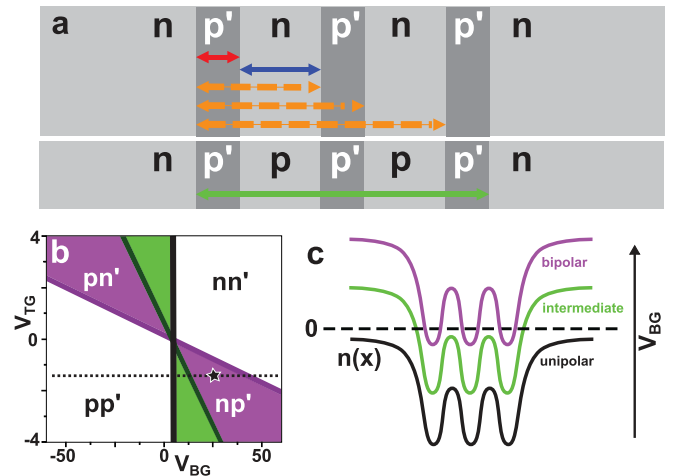 a
n p' n p' n p' n
n p' p p' p p' n
b
4
0
-4
V_TG
pn'
nn'
pp'
np'
-50 0 50
V_BG
c
bipolar
intermediate
0
n(x)
unipolar
V_BG